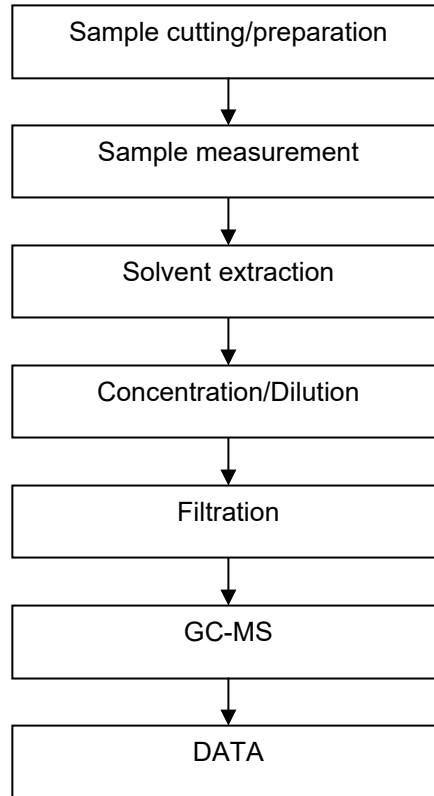 Sample cutting/preparation
Sample measurement
Solvent extraction
Concentration/Dilution
Filtration
GC-MS
DATA